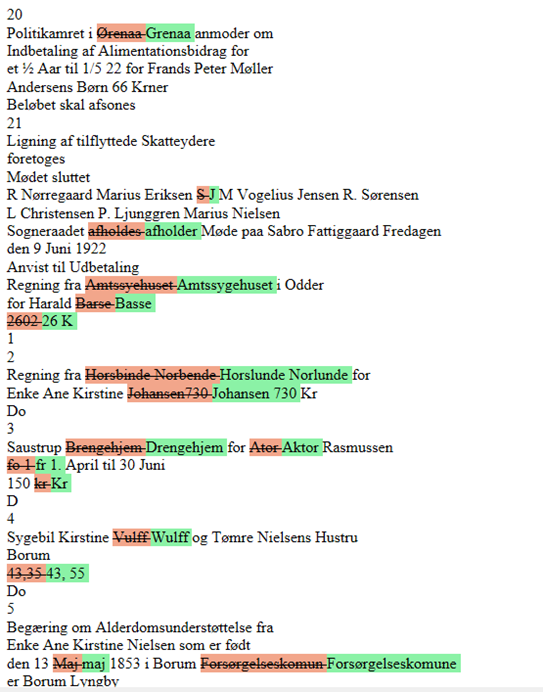 20
Politikamret i Ørenaa Grenaa anmoder om
Indbetaling af Alimentationsbidrag for
et ½ Aar til 1/5 22 for Frands Peter Møller
Andersens Børn 66 Krner
Beløbet skal afsones
21
Ligning af tilflyttede Skatteydere
foretoges
Mødet sluttet
R Nørregaard Marius Eriksen S J M Vogelius Jensen R. Sørensen
L Christensen P. Ljunggren Marius Nielsen
Sogneraadet afholdes afholder Møde paa Sabro Fattiggaard Fredagen
den 9 Juni 1922
Anvist til Udbetaling
Regning fra Amtssyehuset Amtssygehuset i Odder
for Harald Barse Basse
2602 26 K
1
2
Regning fra Horsbinde Norbende Horslunde Norlunde for
Enke Ane Kirstine Johansen730 Johansen 730 Kr
Do
3
Saustrup Brengehjem Drengehjem for Ator Aktor Rasmussen
fo 1 fr 1. April til 30 Juni
150 kr Kr
D
4
Sygebil Kirstine Vulff Wulff og Tømre Nielsens Hustru
Borum
43,35 43, 55
Do
5
Begæring om Alderdomsunderstøttelse fra
Enke Ane Kirstine Nielsen som er født
den 13 Maj maj 1853 i Borum Forsørgelseskomun Forsørgelseskomune
er Borum Lyngby